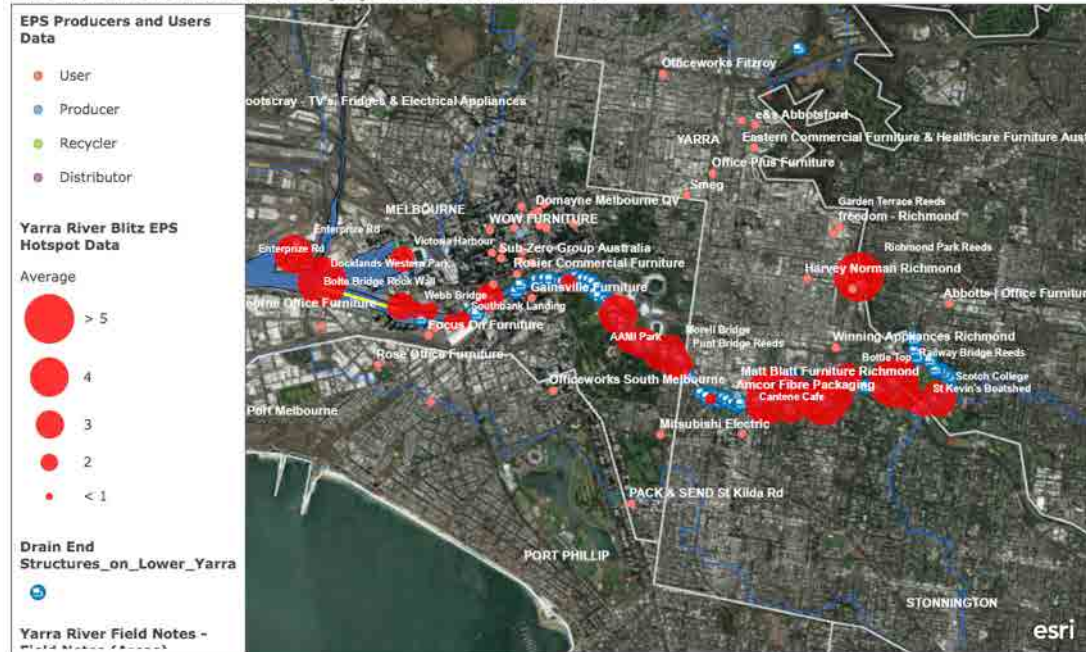 EPS Producers and Users
Data
User
Producer
Recycler
Distributor
Yarra River Blitz EPS
Hotspot Data
Average
> 5
4
3
2
< 1
Drain End
Structures_on_Lower_Yarra
Yarra River Field Notes -
Officeworks Fitzroy
ootscray - TV's, Fridges & Electrical Appliances
e&s Abbotsford
YARRA
Eastern Commercial Furniture & Healthcare Furniture Aust
Office Plus Furniture
Smeg
Domayne Melbourne QV
MELBOURNE
WOW FURNITURE
Garden Terrace Reeds
freedom - Richmond
Enterprize Rd
Victoria Harbour
Sub-Zero Group Australia
Enterprize Rd
Richmond Park Reeds
Docklands Western Park
Rosier Commercial Furniture
Harvey Norman Richmond
Bolte Bridge Rock Wall
Gainsville Furniture
Webb Bridge
ourne Office Furniture
Southbank Landing
Abbotts | Office Furniture
Focus On Furniture
Morell Bridge
AAMI Park
Punt Bridge Reeds
Winning Appliances Richmond
Rose Office Furniture
Bottle Top
Railway Bridge Reeds
Matt Blatt Furniture Richmond
Officeworks South Melbourne
Amcor Fibre Packaging
Scotch College
St Kevin's Boatshed
Cantene Cafe
Port Melbourne
Mitsubishi Electric
PACK & SEND St Kilda Rd
PORT PHILLIP
STONNINGTON
esri